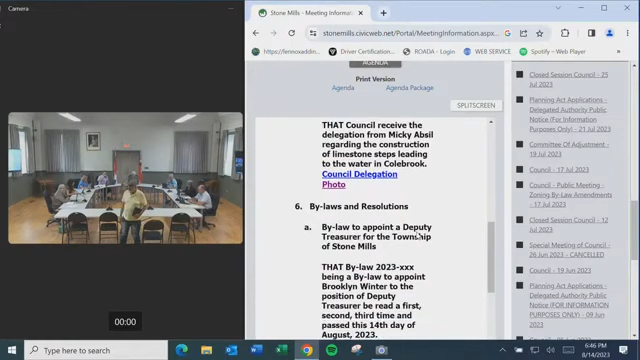 Camera
Stone Mills - Meeting Informat
stonemills.civicweb.net/Portal/MeetingInformation.aspx...
https://lennoxaddin...
Driver Certification...
ROADA - Login
WEB SERVICE
Spotify – Web Player
AGENDA
Print Version
Agenda
Agenda Package
SPLITSCREEN
THAT Council receive the
delegation from Micky Absil
regarding the construction
of limestone steps leading
to the water in Colebrook.
Council Delegation
Photo
6. By-laws and Resolutions
a. By-law to appoint a Deputy
Treasurer for the Township
of Stone Mills
THAT By-law 2023-xxx
being a By-law to appoint
Brooklyn Winter to the
position of Deputy
Treasurer be read a first,
second, third time and
passed this 14th day of
August, 2023.
Closed Session Council - 25
Jul 2023
Planning Act Applications -
Delegated Authority Public
Notice (For Information
Purposes Only) - 21 Jul 2023
Committee Of Adjustment -
19 Jul 2023
Council - 17 Jul 2023
Council - Public Meeting -
Zoning By-Law Amendments
- 17 Jul 2023
Closed Session Council - 12
Jul 2023
Special Meeting of Council -
26 Jun 2023 - CANCELLED
Council - 19 Jun 2023
Planning Act Applications -
Delegated Authority Public
Notice (FOR INFORMATION
PURPOSES ONLY) - 09 Jun
2023
00:00
Type here to search
6:46 PM
8/14/2023